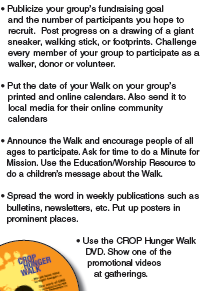 • Publicize your group's fundraising goal
and the number of participants you hope to
recruit. Post progress on a drawing of a giant
sneaker, walking stick, or footprints. Challenge
every member of your group to participate as a
walker, donor or volunteer.
• Put the date of your Walk on your group's
printed and online calendars. Also send it to
local media for their online community
calendars
• Announce the Walk and encourage people of all
ages to participate. Ask for time to do a Minute for
Mission. Use the Education/Worship Resource to
do a children's message about the Walk.
• Spread the word in weekly publications such as
bulletins, newsletters, etc. Put up posters in
prominent places.
• Use the CROP Hunger Walk
DVD. Show one of the
promotional videos
at gatherings.
CROP
HUNGER
WALK